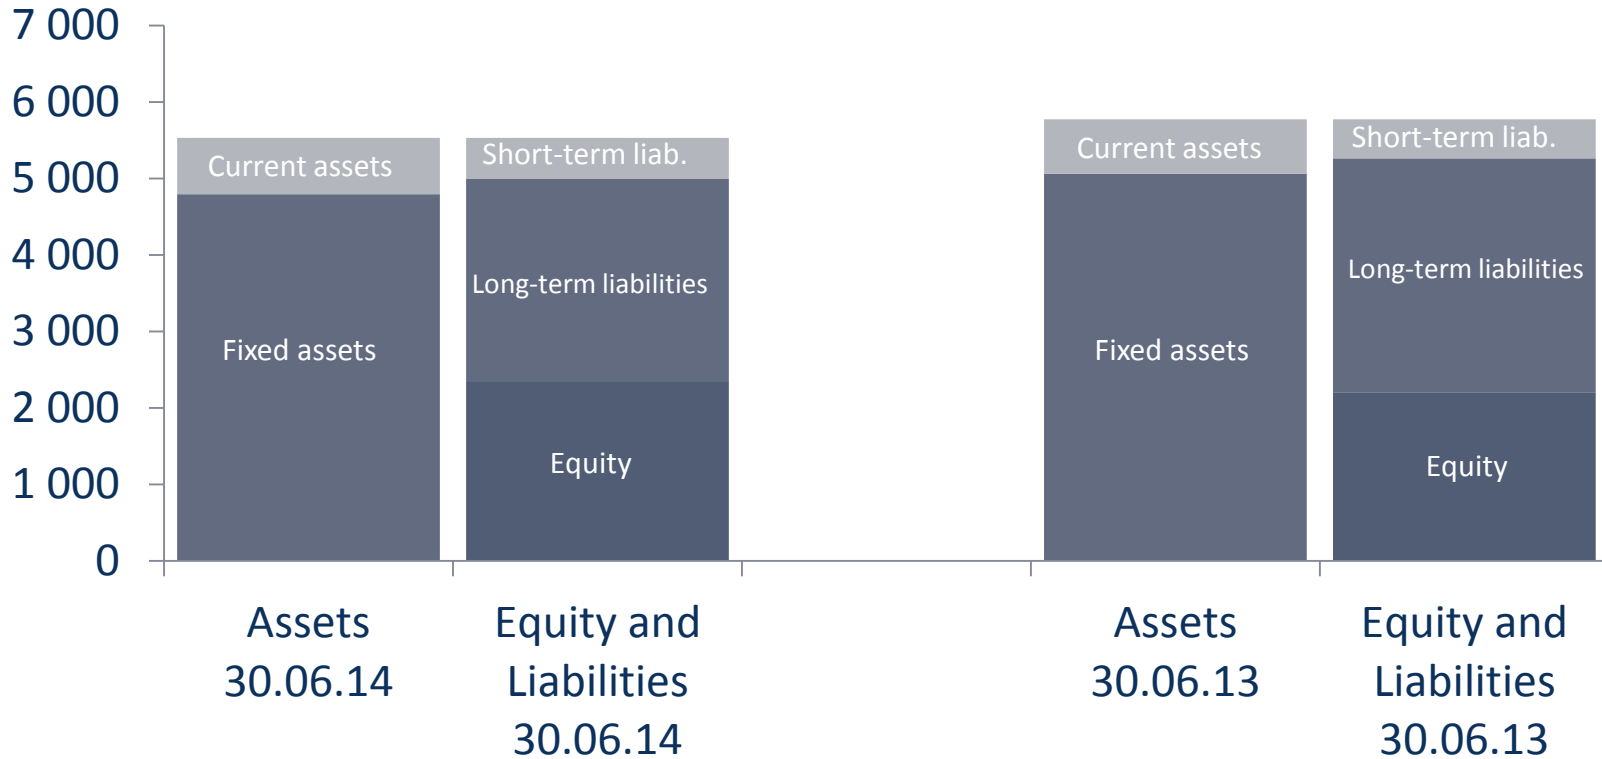 7 000
6 000
5 000
4 000
3 000
2 000
1 000
0
Current assets
Fixed assets
Short-term liab.
Long-term liabilities
Equity
Current assets
Fixed assets
Short-term liab.
Long-term liabilities
Equity
Assets
30.06.14
Equity and
Liabilities
30.06.14
Assets
30.06.13
Equity and
Liabilities
30.06.13